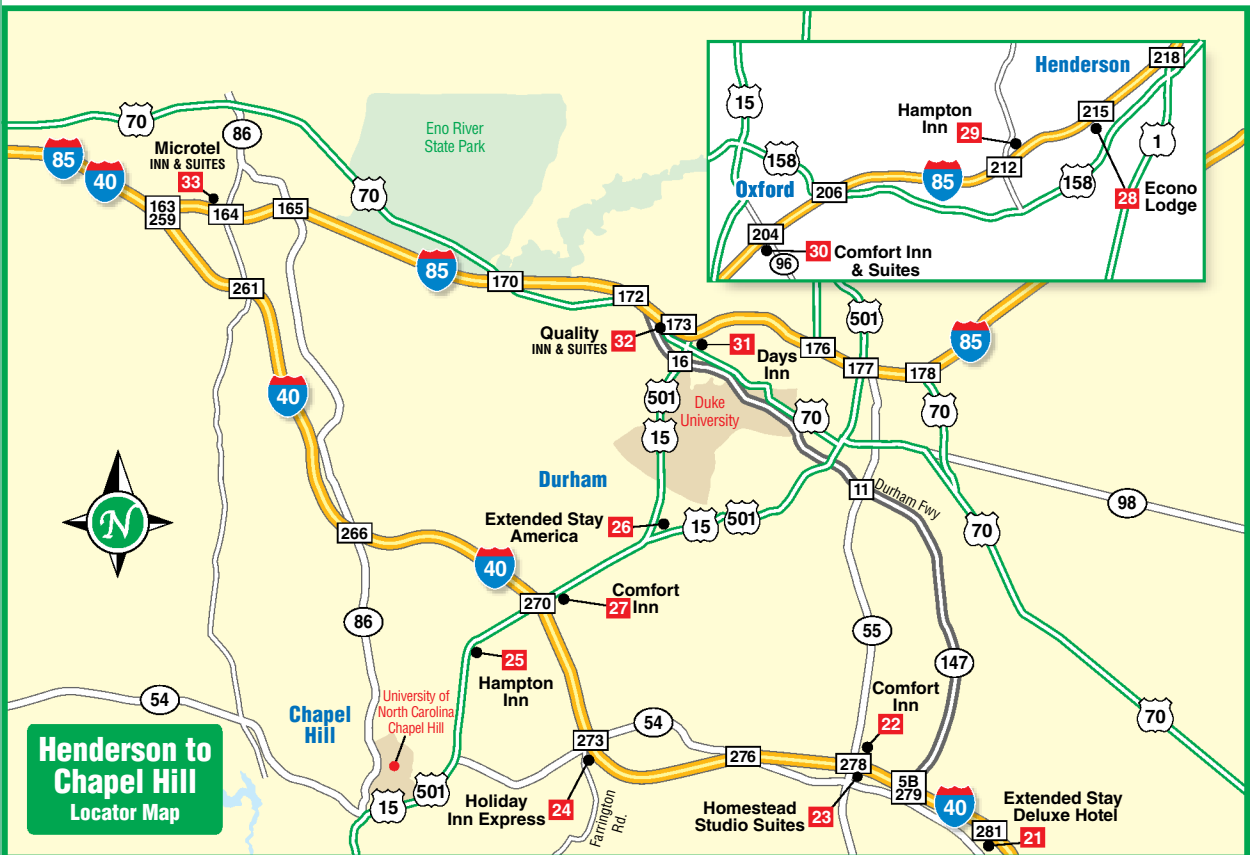 70
86
Microtel
INN & SUITES
33
85
40
163
259
164
165
70
Eno River
State Park
85
170
172
173
Quality
INN & SUITES
32
31
Days
Inn
16
176
177
178
501
85
15
158
Oxford
204
96
30
Comfort Inn
& Suites
206
85
Hampton
Inn
29
212
158
Henderson
215
218
1
28
Econo
Lodge
261
40
501
15
Duke
University
70
70
98
Durham
11
Durham Fwy
70
Extended Stay
America
26
15
501
N
266
40
270
27
Comfort
Inn
86
55
147
25
Hampton
Inn
54
University of
North Carolina
Chapel Hill
Chapel
Hill
273
54
276
Comfort
Inn
22
278
5B
279
40
70
15
501
Holiday
Inn Express
24
Farrington
Rd.
Homestead
Studio Suites
23
Extended Stay
Deluxe Hotel
281
21
Henderson to
Chapel Hill
Locator Map